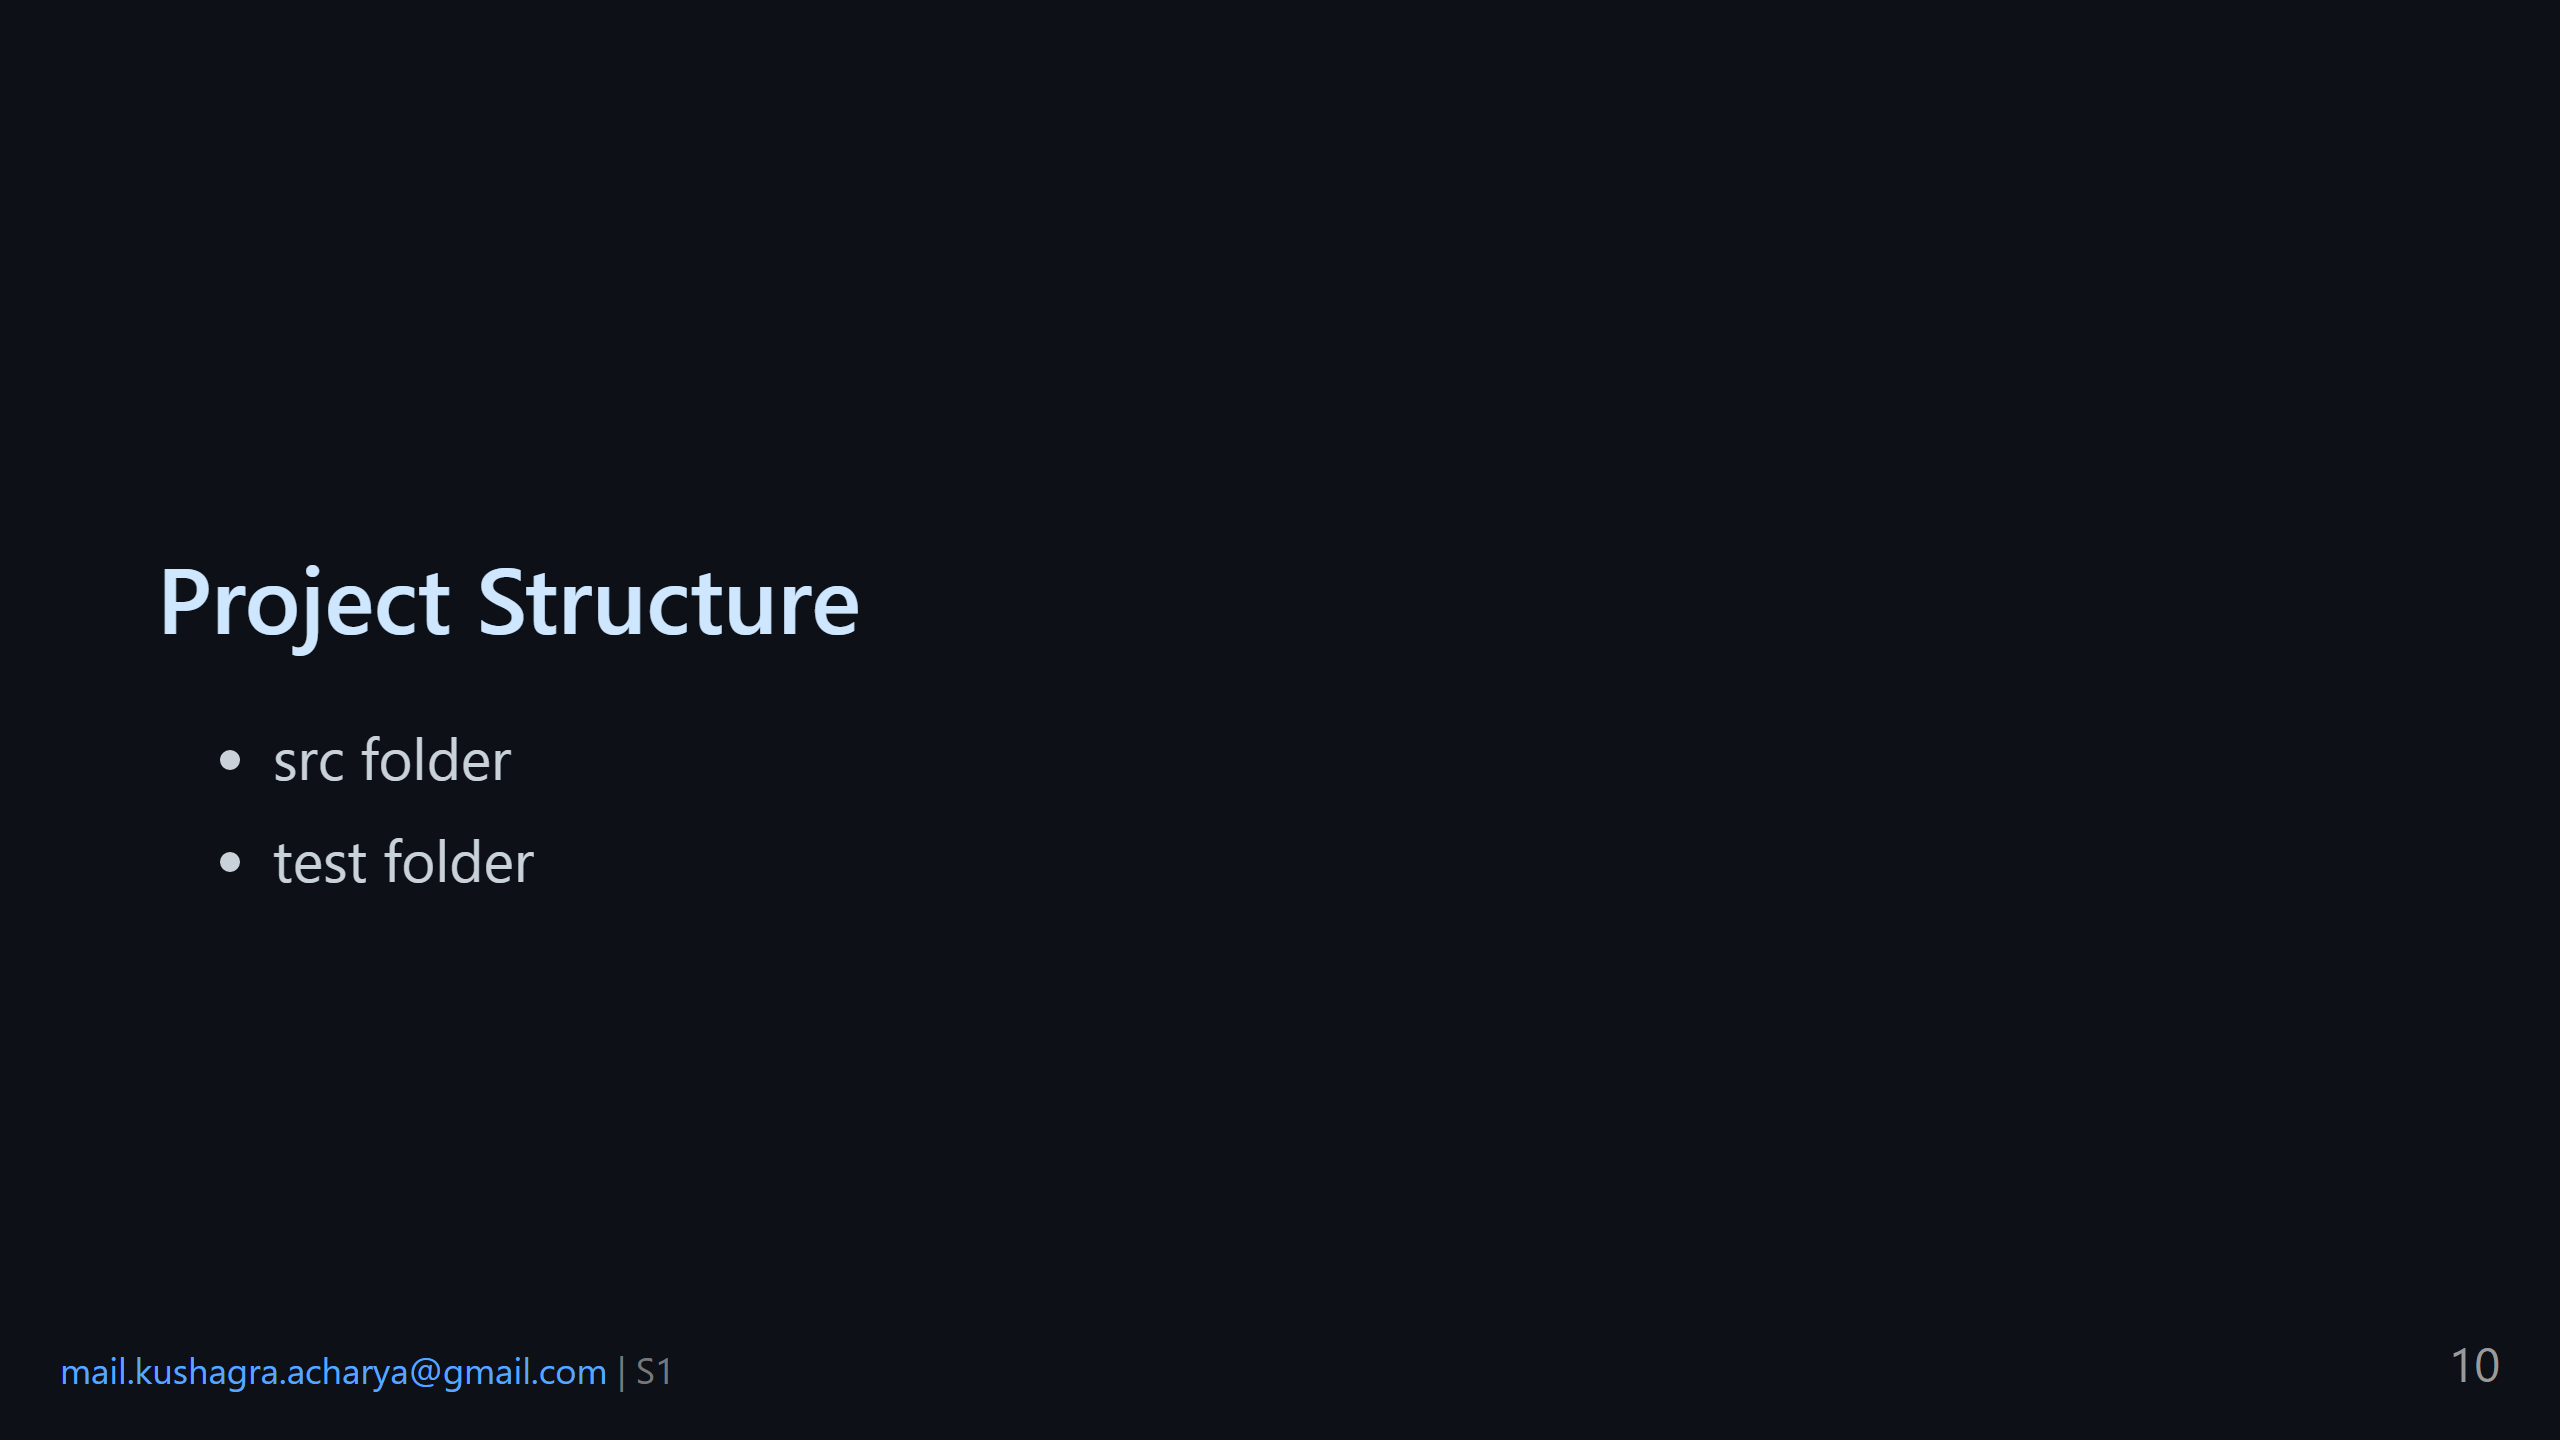 Project Structure
• src folder
• test folder
mail.kushagra.acharya@gmail.com | S1
10